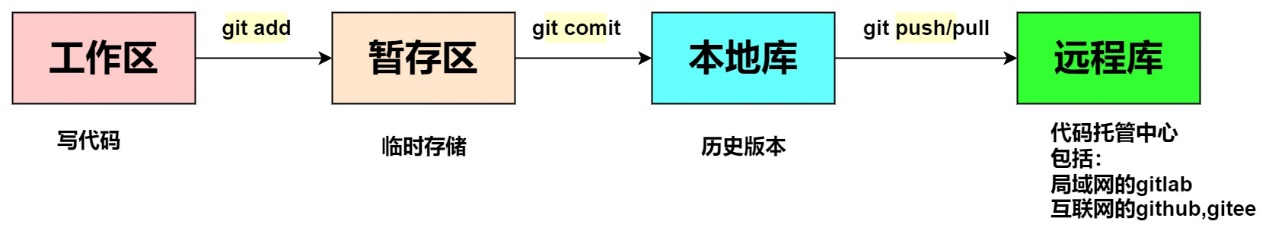 工作区
git add
暂存区
git comit
本地库
git push/pull
远程库
写代码
临时存储
历史版本
代码托管中心
包括：
局域网的gitlab
互联网的github,gitee